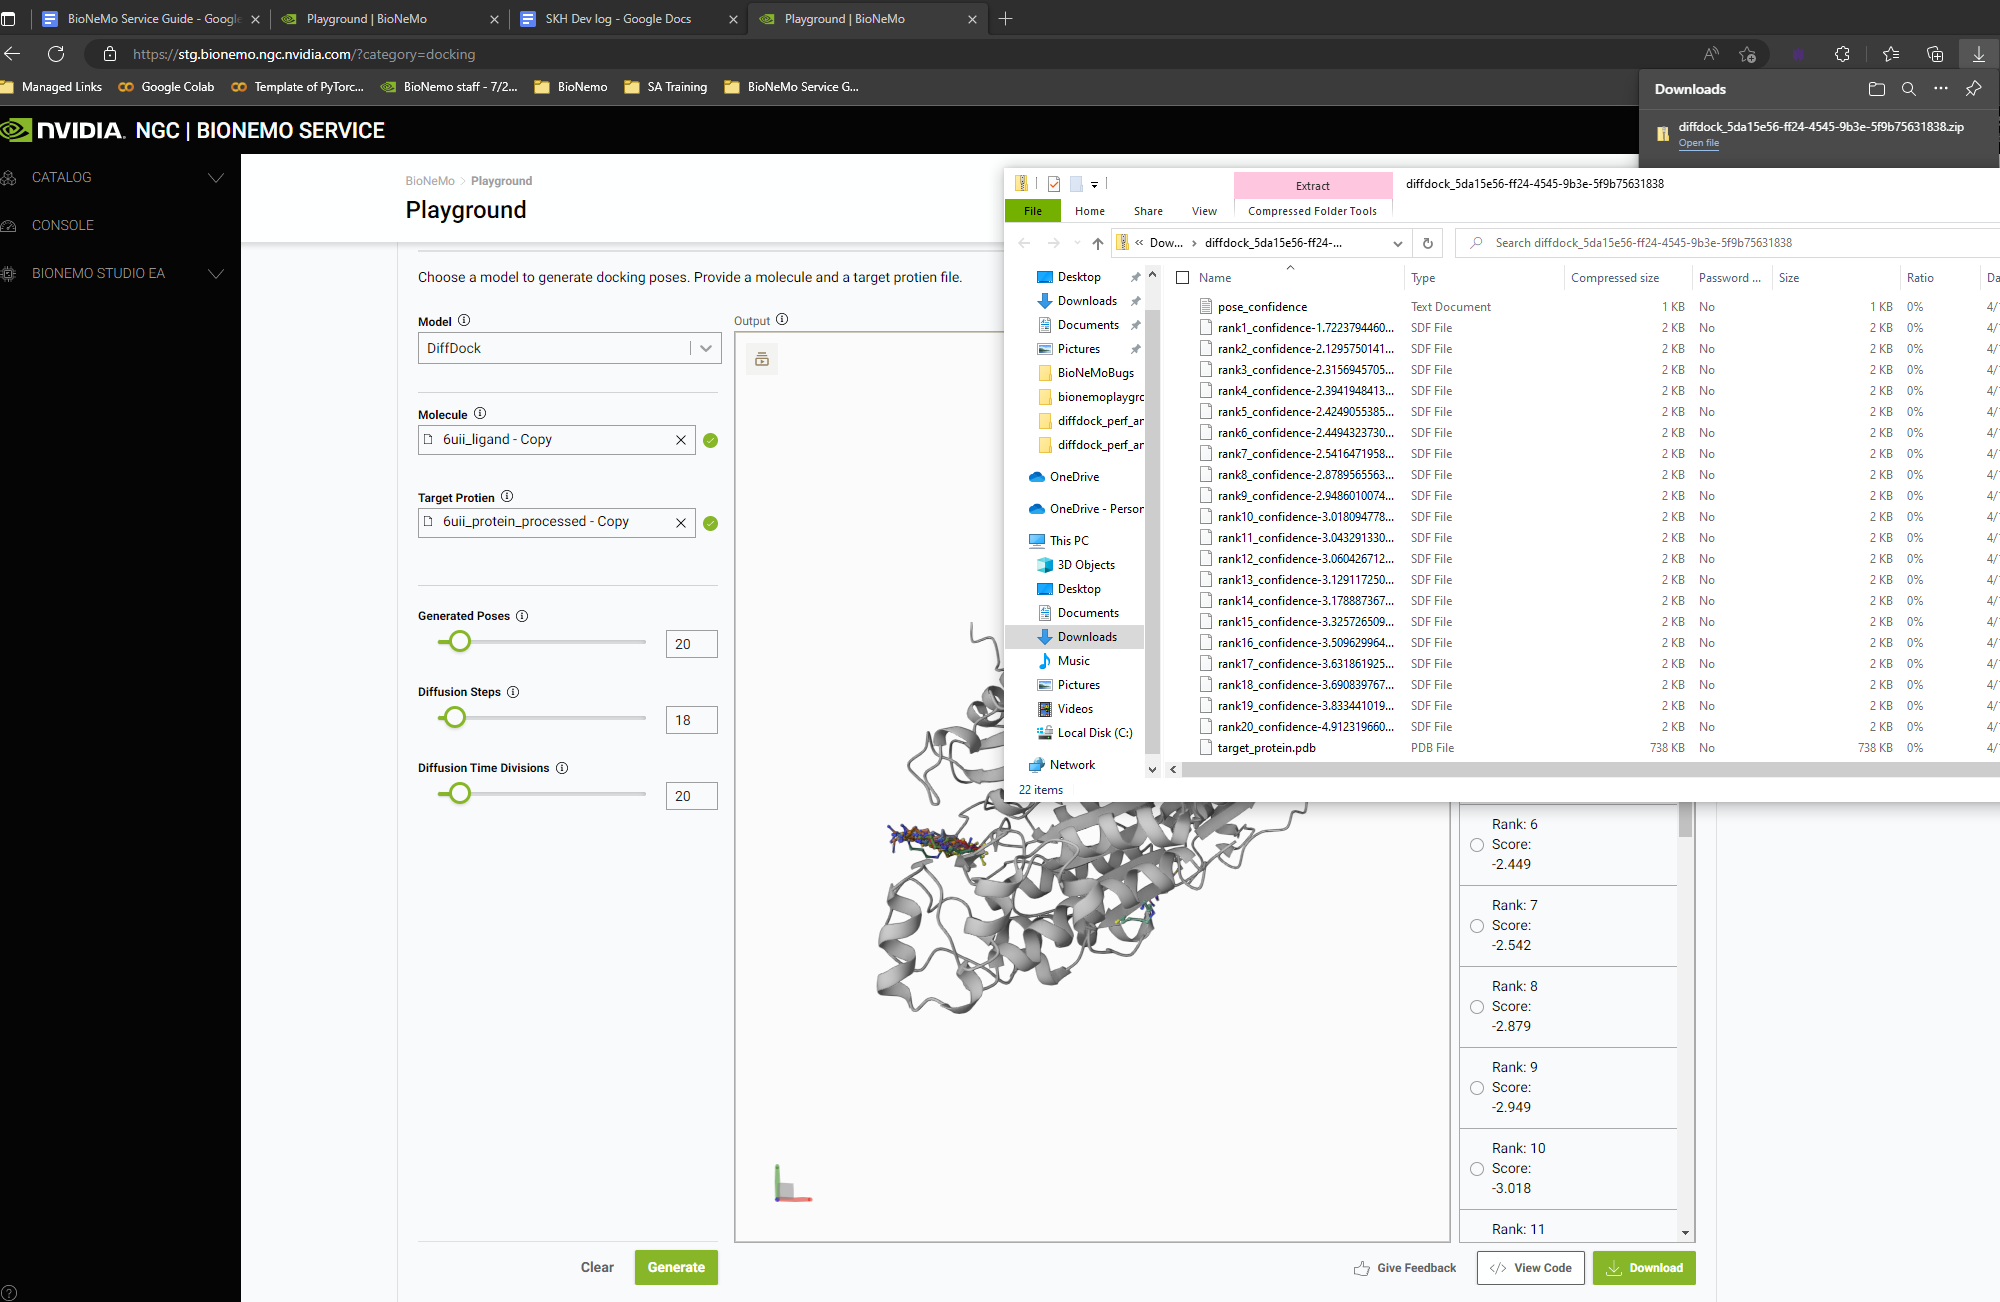 BioNeMo Service Guide - Google
Playground | BioNeMo
SKH Dev log - Google Docs
Playground | BioNeMo
https://stg.bionemo.ngc.nvidia.com/?category=docking
Managed Links
Google Colab
Template of PyTorc...
BioNemo staff - 7/2...
BioNemo
SA Training
BioNeMo Service G...
Downloads
diffdock_5da15e56-ff24-4545-9b3e-5f9b75631838.zip
Open file
NVIDIA. NGC | BIONEMO SERVICE
CATALOG
CONSOLE
BIONEMO STUDIO EA
BioNeMo > Playground
Playground
Choose a model to generate docking poses. Provide a molecule and a target protien file.
Model
DiffDock
Molecule
6uii_ligand - Copy
Target Protien
6uii_protein_processed - Copy
Generated Poses
20
Diffusion Steps
18
Diffusion Time Divisions
20
Clear
Generate
Output
Extract
diffdock_5da15e56-ff24-4545-9b3e-5f9b75631838
File
Home
Share
View
Compressed Folder Tools
« Dow... > diffdock_5da15e56-ff24-...
Search diffdock_5da15e56-ff24-4545-9b3e-5f9b75631838
Desktop
Downloads
Documents
Pictures
BioNeMoBugs
bionemoplaygrc
diffdock_perf_ar
diffdock_perf_ar
OneDrive
OneDrive - Person
This PC
3D Objects
Desktop
Documents
Downloads
Music
Pictures
Videos
Local Disk (C:)
Network
22 items
Name Type Compressed size Password ... Size Ratio Da
pose_confidence Text Document 1 KB No 1 KB 0% 4/
rank1_confidence-1.7223794460... SDF File 2 KB No 2 KB 0% 4/
rank2_confidence-2.1295750141... SDF File 2 KB No 2 KB 0% 4/
rank3_confidence-2.3156945705... SDF File 2 KB No 2 KB 0% 4/
rank4_confidence-2.3941948413... SDF File 2 KB No 2 KB 0% 4/
rank5_confidence-2.4249055385... SDF File 2 KB No 2 KB 0% 4/
rank6_confidence-2.4494323730... SDF File 2 KB No 2 KB 0% 4/
rank7_confidence-2.5416471958... SDF File 2 KB No 2 KB 0% 4/
rank8_confidence-2.8789565563... SDF File 2 KB No 2 KB 0% 4/
rank9_confidence-2.9486010074... SDF File 2 KB No 2 KB 0% 4/
rank10_confidence-3.018094778... SDF File 2 KB No 2 KB 0% 4/
rank11_confidence-3.043291330... SDF File 2 KB No 2 KB 0% 4/
rank12_confidence-3.060426712... SDF File 2 KB No 2 KB 0% 4/
rank13_confidence-3.129117250... SDF File 2 KB No 2 KB 0% 4/
rank14_confidence-3.178887367... SDF File 2 KB No 2 KB 0% 4/
rank15_confidence-3.325726509... SDF File 2 KB No 2 KB 0% 4/
rank16_confidence-3.509629964... SDF File 2 KB No 2 KB 0% 4/
rank17_confidence-3.631861925... SDF File 2 KB No 2 KB 0% 4/
rank18_confidence-3.690839767... SDF File 2 KB No 2 KB 0% 4/
rank19_confidence-3.833441019... SDF File 2 KB No 2 KB 0% 4/
rank20_confidence-4.912319660... SDF File 2 KB No 2 KB 0% 4/
target_protein.pdb PDB File 738 KB No 738 KB 0% 4/
Rank: 6
Score:
-2.449
Rank: 7
Score:
-2.542
Rank: 8
Score:
-2.879
Rank: 9
Score:
-2.949
Rank: 10
Score:
-3.018
Rank: 11
Give Feedback
</> View Code
Download